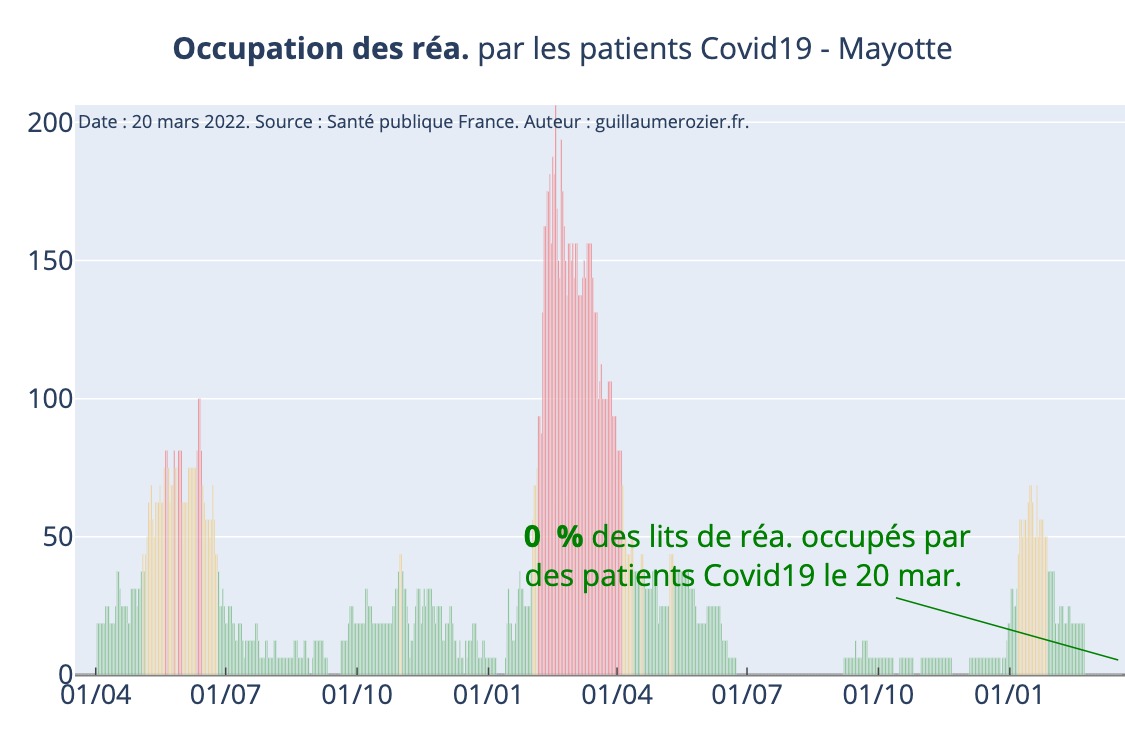 Occupation des réa. par les patients Covid19 - Mayotte
200
Date : 20 mars 2022. Source : Santé publique France. Auteur : guillaumerozier.fr.
150
100
50
0 % des lits de réa. occupés par
des patients Covid19 le 20 mar.
0
01/04 01/07 01/10 01/01 01/04 01/07 01/10 01/01